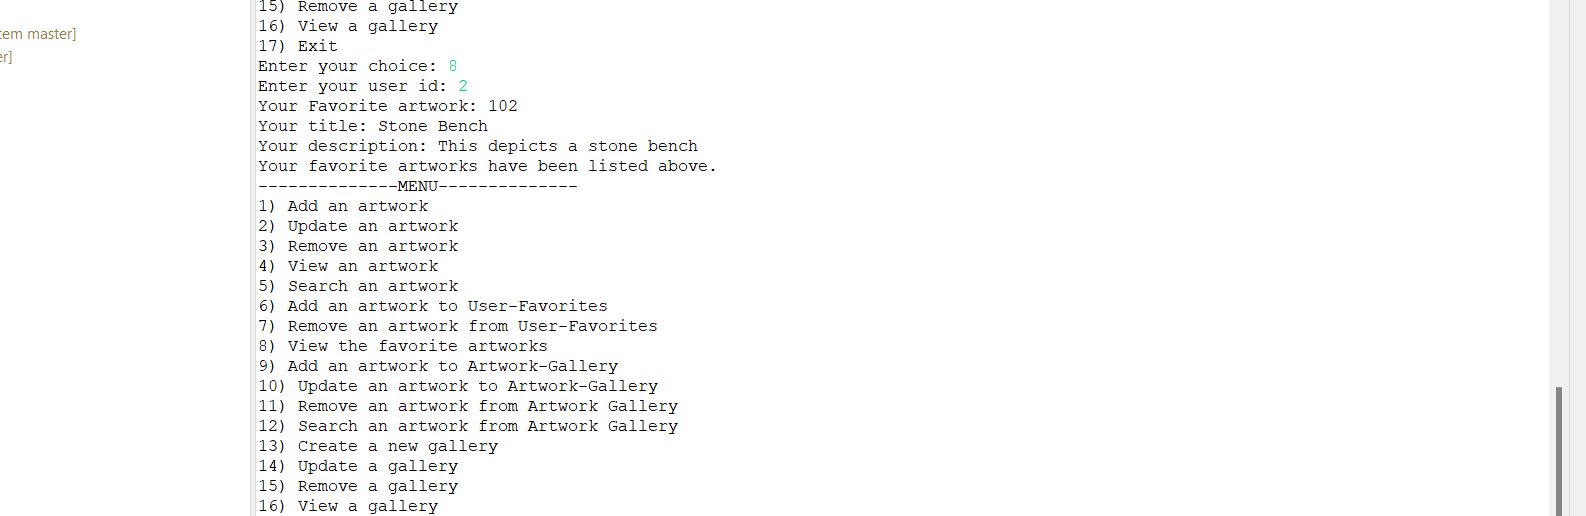 15) Remove a gallery
16) View a gallery
tem master]
17) Exit
er]
Enter your choice: 8
Enter your user id: 2
Your Favorite artwork: 102
Your title: Stone Bench
Your description: This depicts a stone bench
Your favorite artworks have been listed above.
--------------MENU--------------
1) Add an artwork
2) Update an artwork
3) Remove an artwork
4) View an artwork
5) Search an artwork
6) Add an artwork to User-Favorites
7) Remove an artwork from User-Favorites
8) View the favorite artworks
9) Add an artwork to Artwork-Gallery
10) Update an artwork to Artwork-Gallery
11) Remove an artwork from Artwork Gallery
12) Search an artwork from Artwork Gallery
13) Create a new gallery
14) Update a gallery
15) Remove a gallery
16) View a gallery